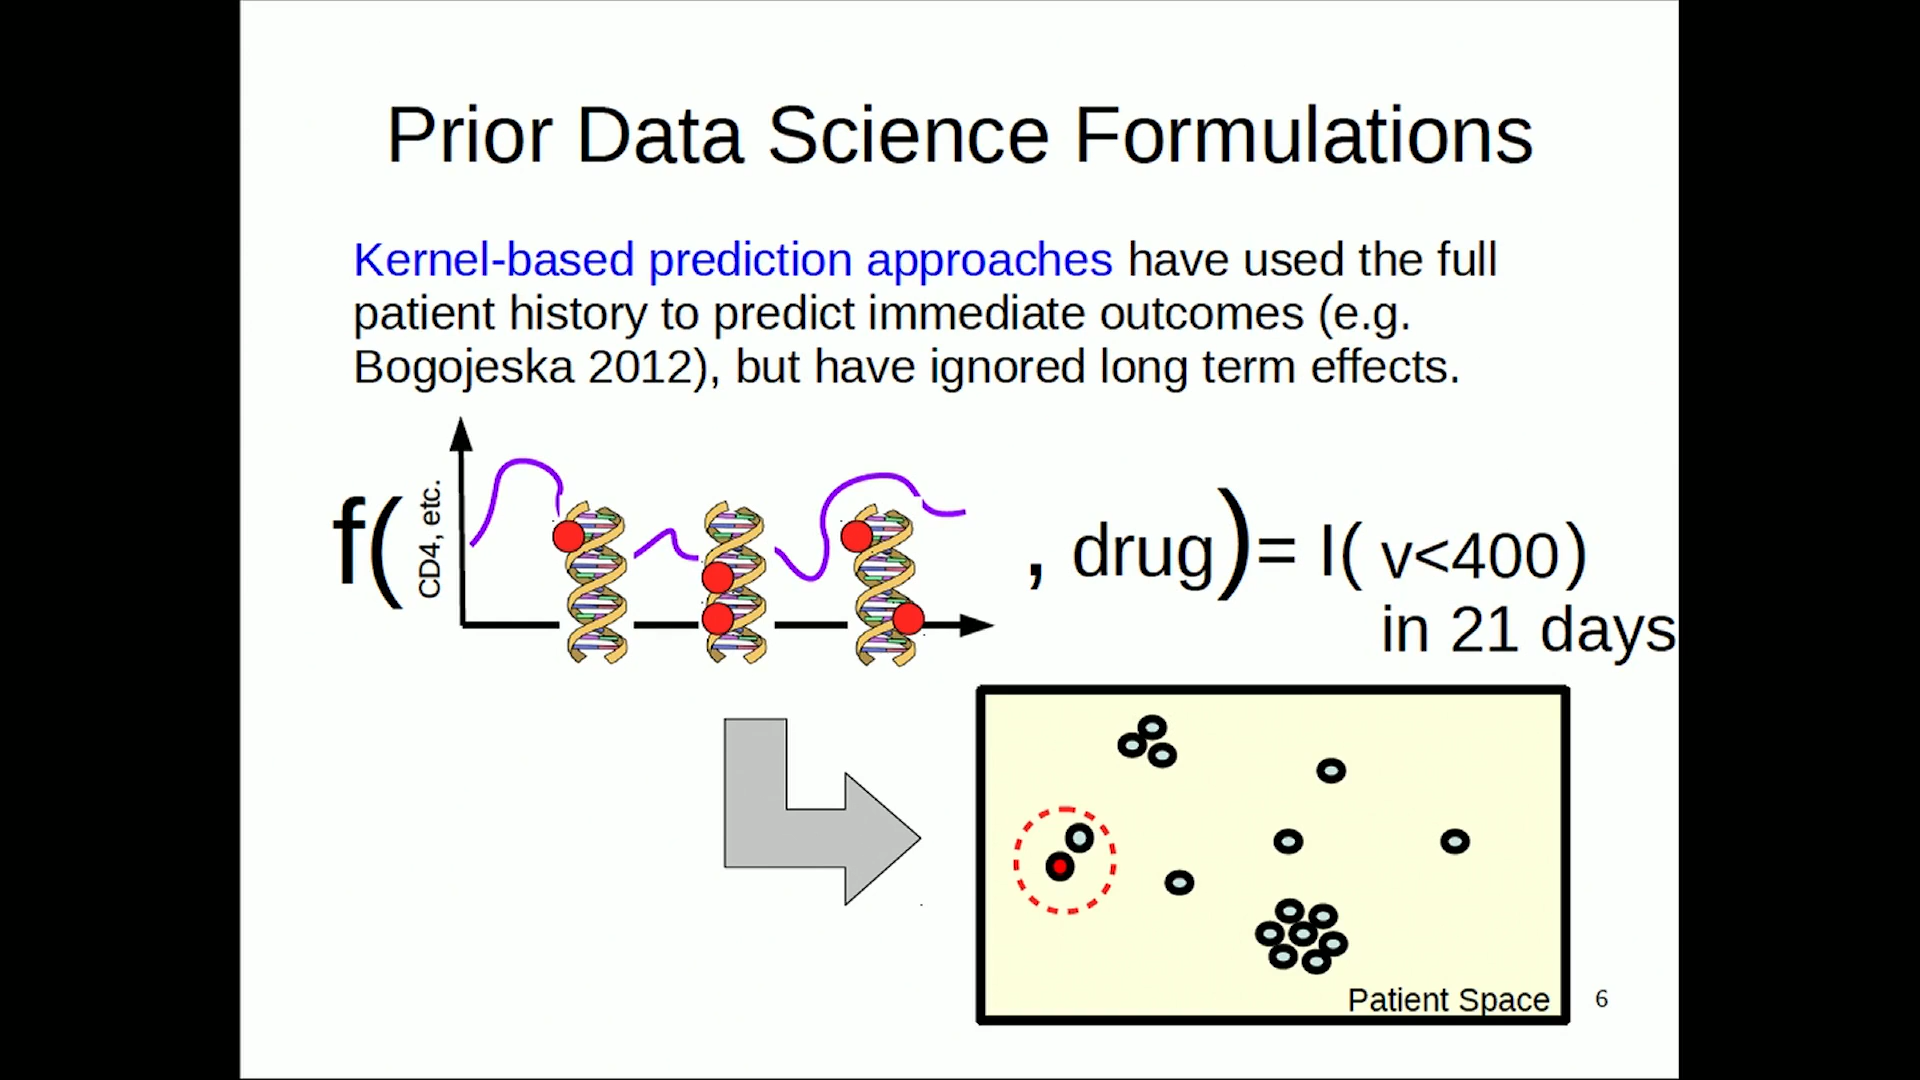 Prior Data Science Formulations
Kernel-based prediction approaches have used the full
patient history to predict immediate outcomes (e.g.
Bogojeska 2012), but have ignored long term effects.
f(
CD4, etc.
, drug)= I( v<400)
in 21 days
Patient Space
6